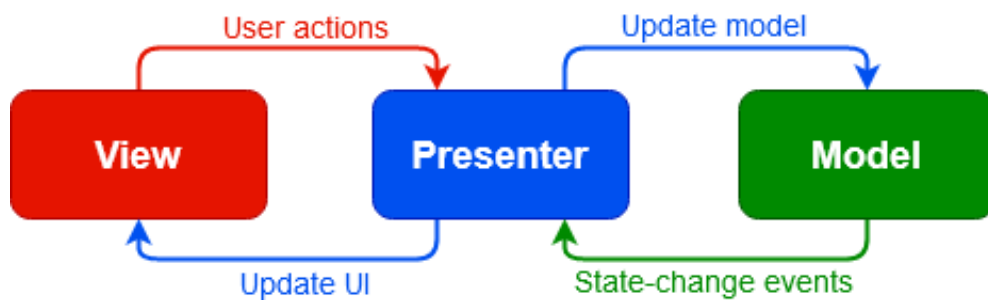 User actions
Update model
View
Presenter
Model
Update UI
State-change events